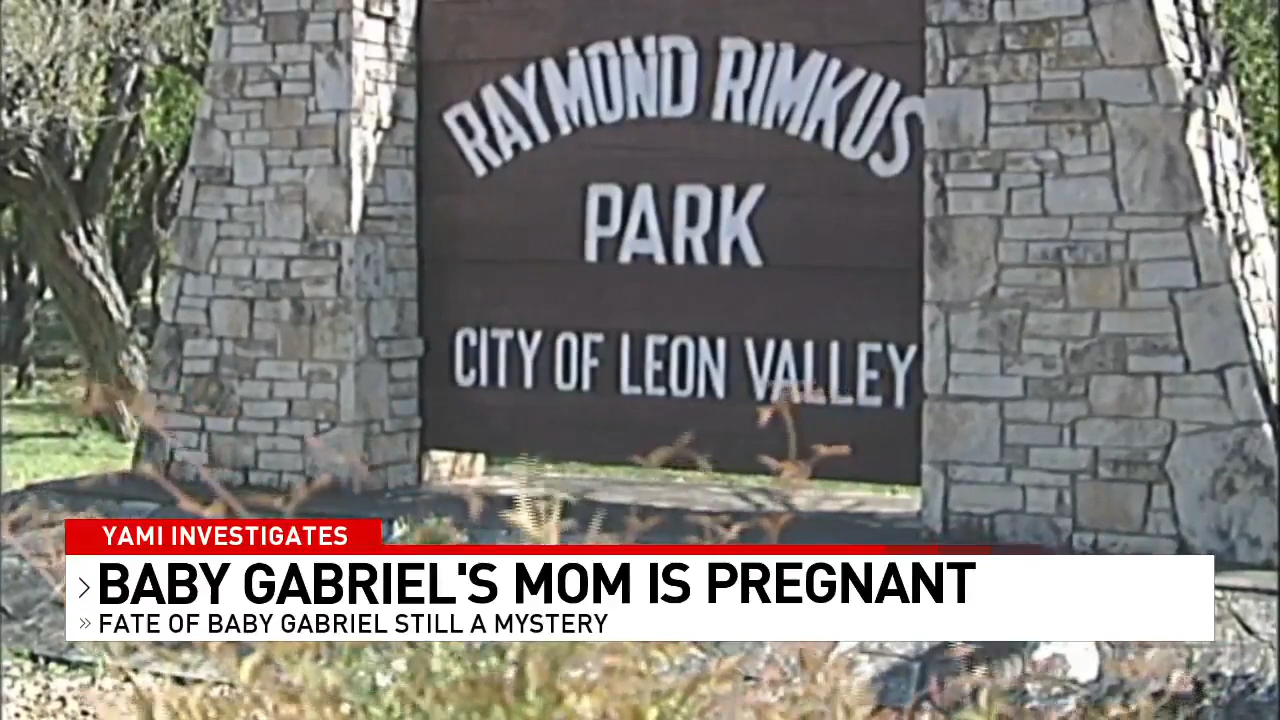 RAYMOND RIMKUS
PARK
CITY OF LEON VALLEY
YAMI INVESTIGATES
BABY GABRIEL'S MOM IS PREGNANT
FATE OF BABY GABRIEL STILL A MYSTERY